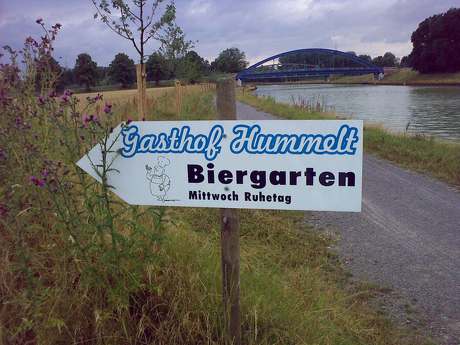 Gasthof Hummelt
Biergarten
Mittwoch Ruhetag